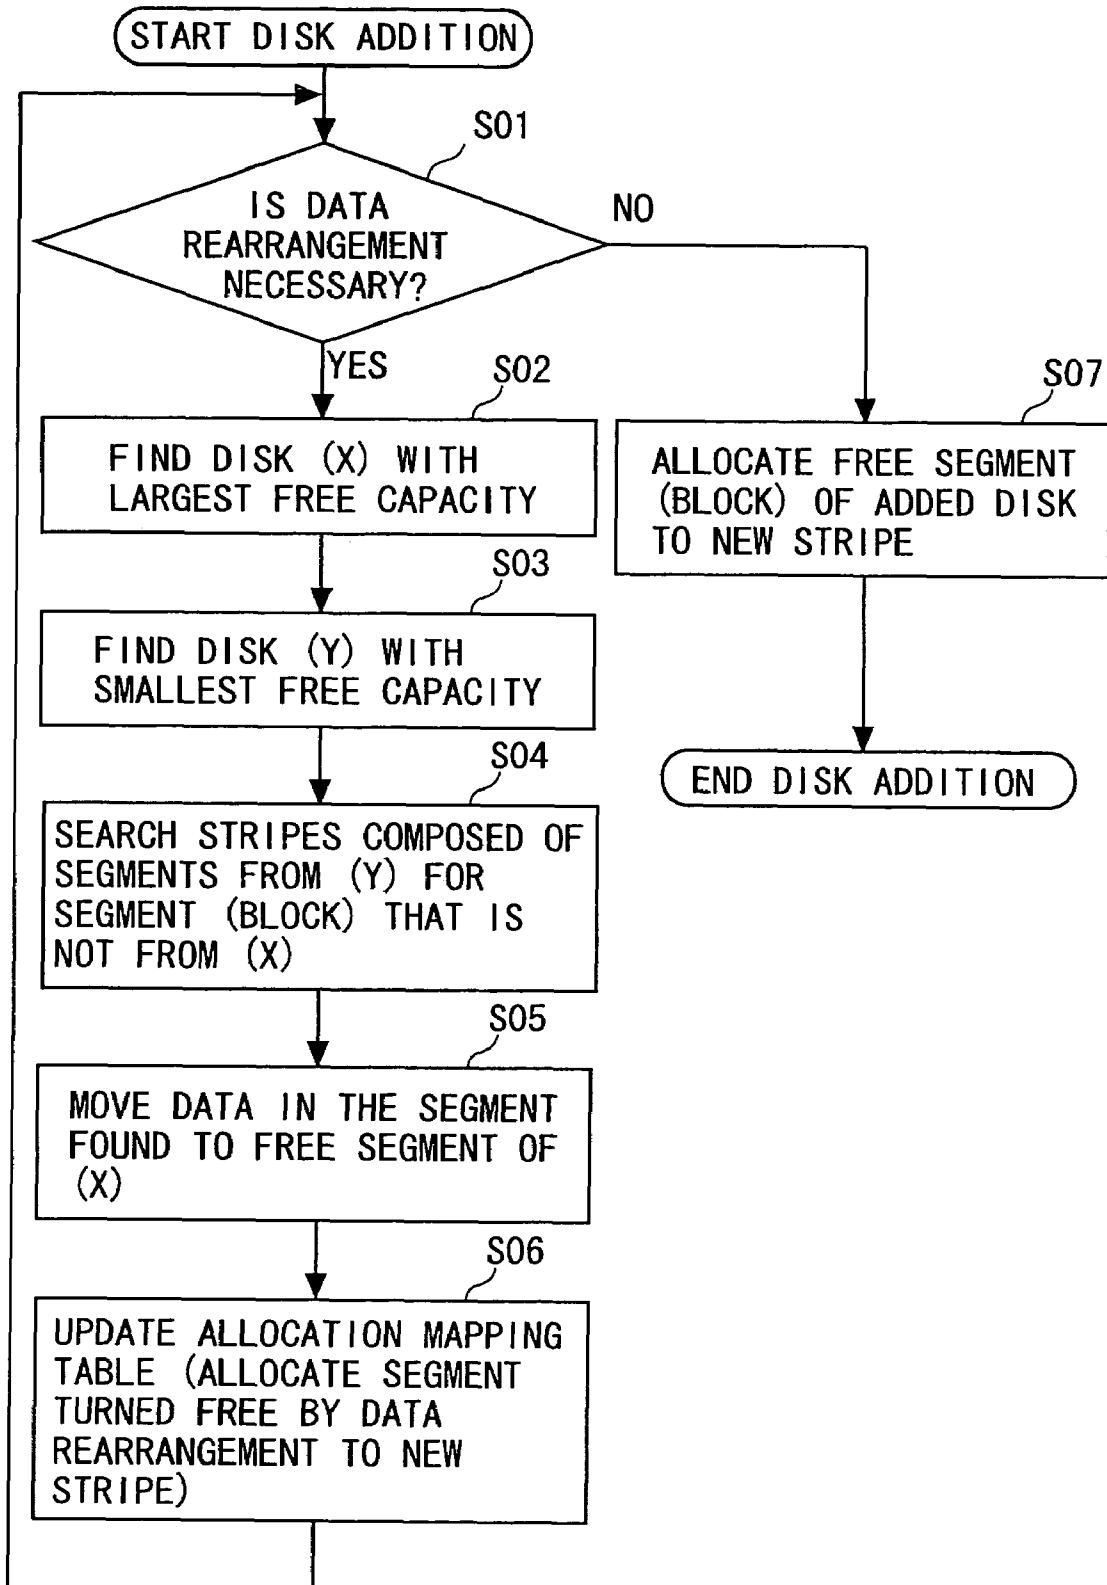 START DISK ADDITION
S01
IS DATA
REARRANGEMENT
NECESSARY?
NO
YES
S02
FIND DISK (X) WITH
LARGEST FREE CAPACITY
S07
ALLOCATE FREE SEGMENT
(BLOCK) OF ADDED DISK
TO NEW STRIPE
S03
FIND DISK (Y) WITH
SMALLEST FREE CAPACITY
END DISK ADDITION
S04
SEARCH STRIPES COMPOSED OF
SEGMENTS FROM (Y) FOR
SEGMENT (BLOCK) THAT IS
NOT FROM (X)
S05
MOVE DATA IN THE SEGMENT
FOUND TO FREE SEGMENT OF
(X)
S06
UPDATE ALLOCATION MAPPING
TABLE (ALLOCATE SEGMENT
TURNED FREE BY DATA
REARRANGEMENT TO NEW
STRIPE)